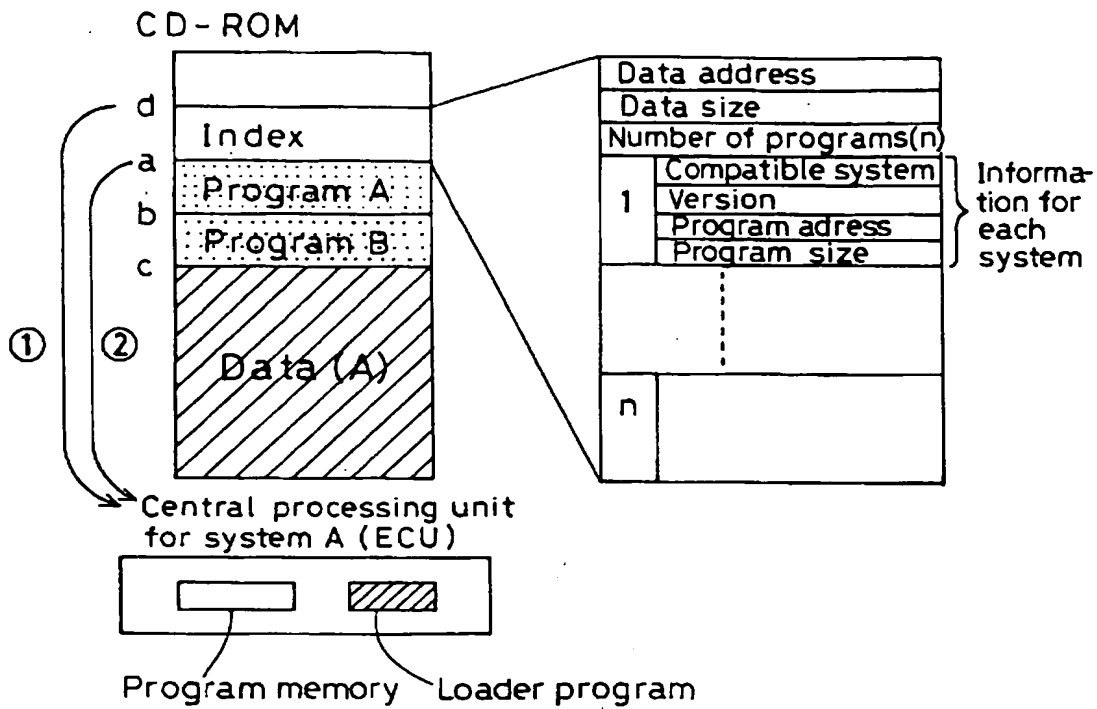 CD-ROM
d
Index
a
Program A
b
Program B
c
Data (A)
①
②
Data address
Data size
Number of programs(n)
1
Compatible system
Version
Program adress
Program size
Informa-
tion for
each
system
n
Central processing unit
for system A (ECU)
Program memory
Loader program